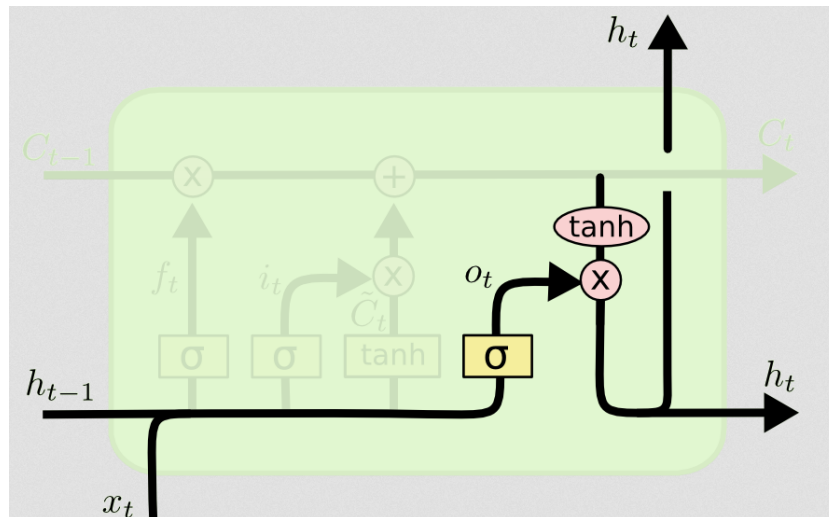 h_t
C_{t-1} C_t
x +
tanh
f_t i_t x o_t x
C̃_t
σ σ tanh σ
h_{t-1} h_t
x_t